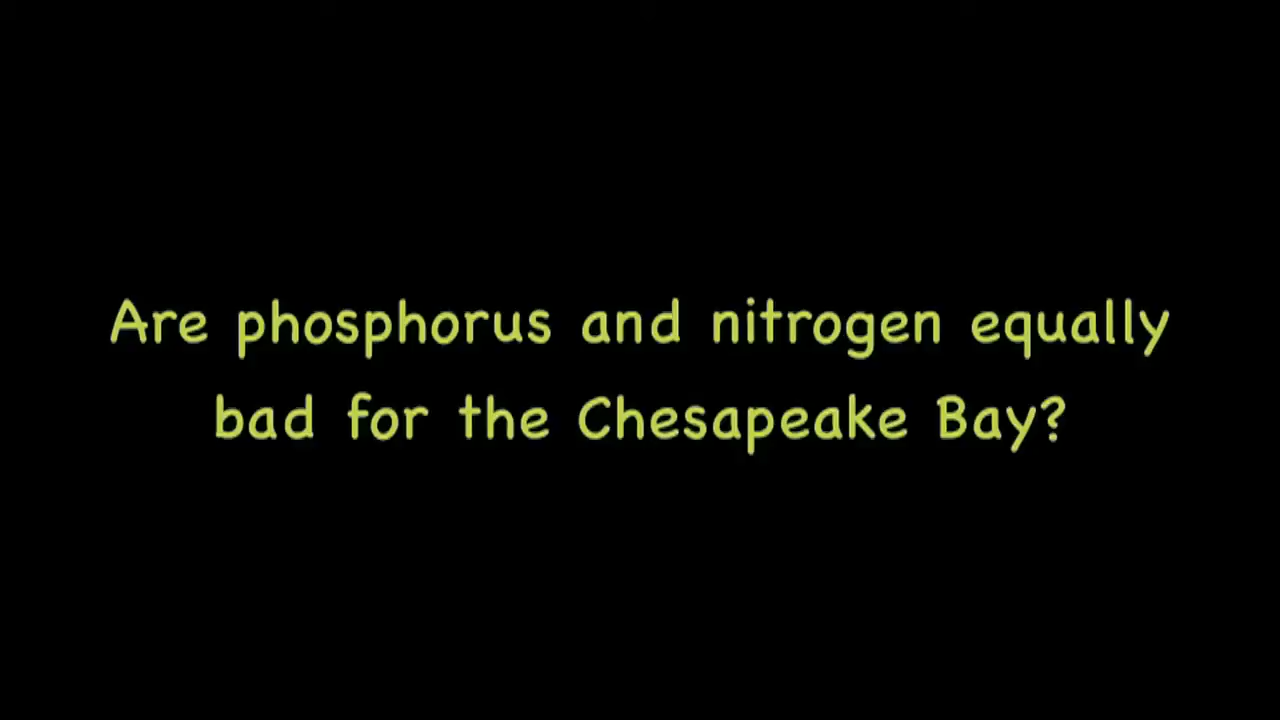 Are phosphorus and nitrogen equally
bad for the Chesapeake Bay?